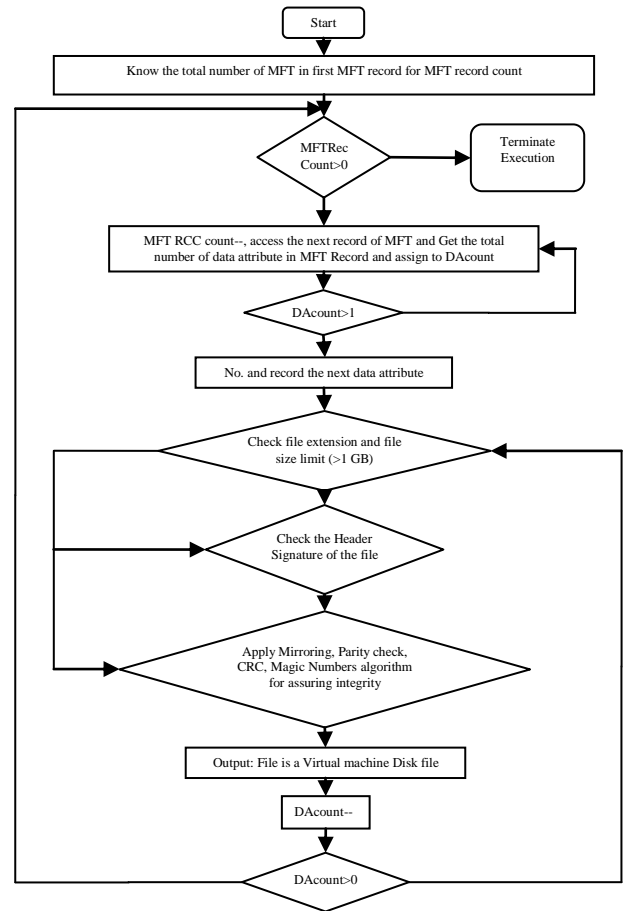 Start
Know the total number of MFT in first MFT record for MFT record count
MFTRec
Count>0
Terminate
Execution
MFT RCC count--, access the next record of MFT and Get the total
number of data attribute in MFT Record and assign to DAcount
DAcount>1
No. and record the next data attribute
Check file extension and file
size limit (>1 GB)
Check the Header
Signature of the file
Apply Mirroring, Parity check,
CRC, Magic Numbers algorithm
for assuring integrity
Output: File is a Virtual machine Disk file
DAcount--
DAcount>0